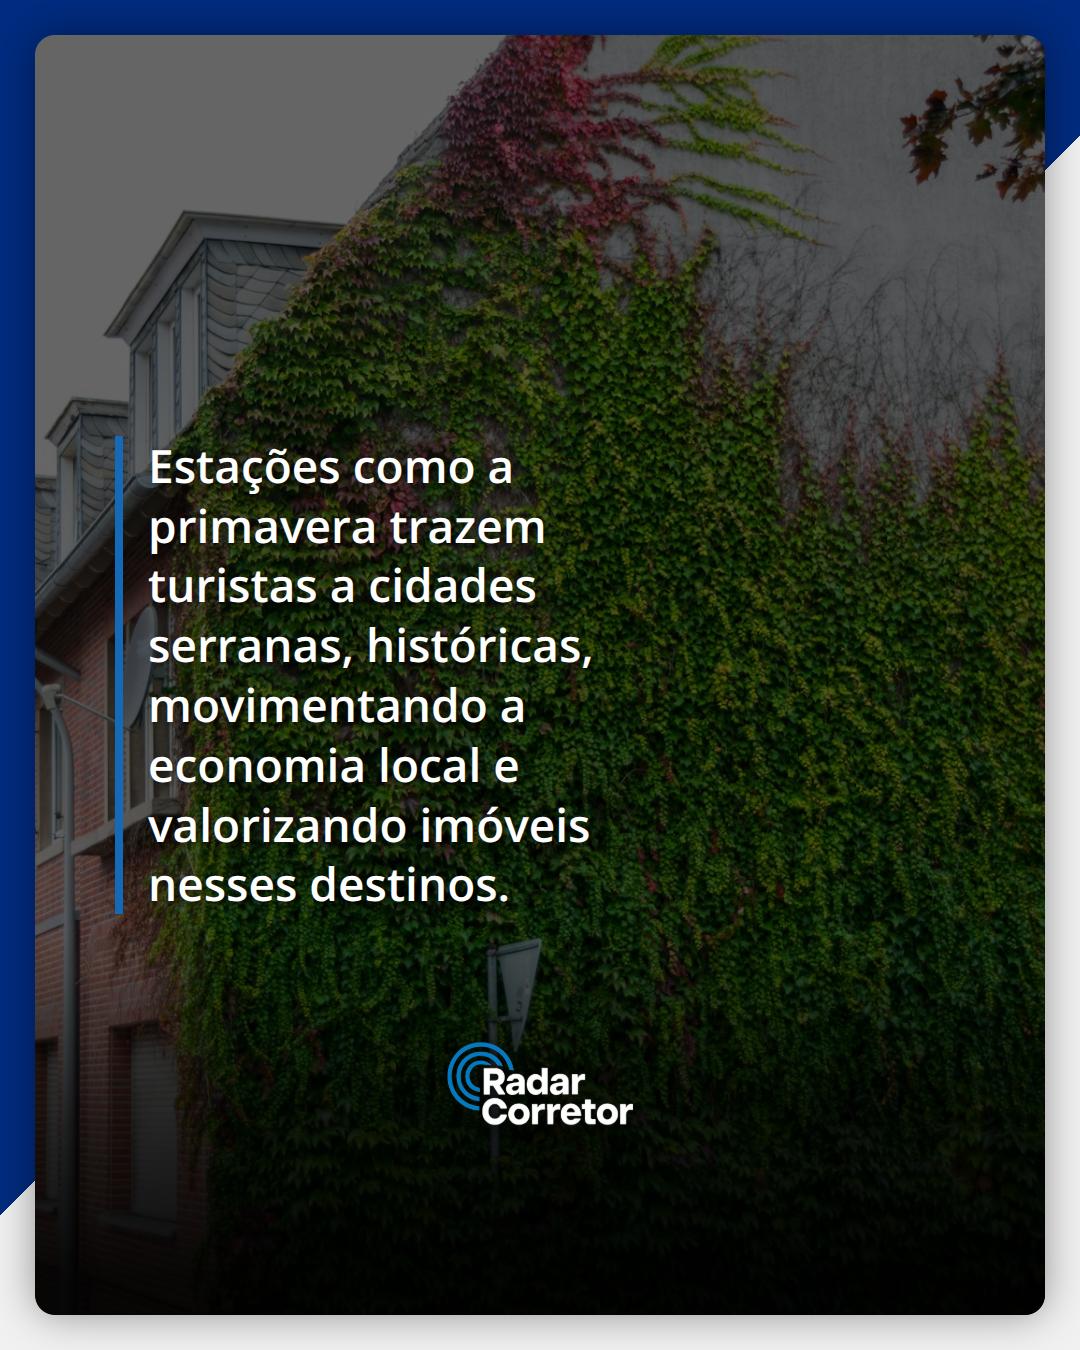 Estações como a
primavera trazem
turistas a cidades
serranas, históricas,
movimentando a
economia local e
valorizando imóveis
nesses destinos.
Radar
Corretor